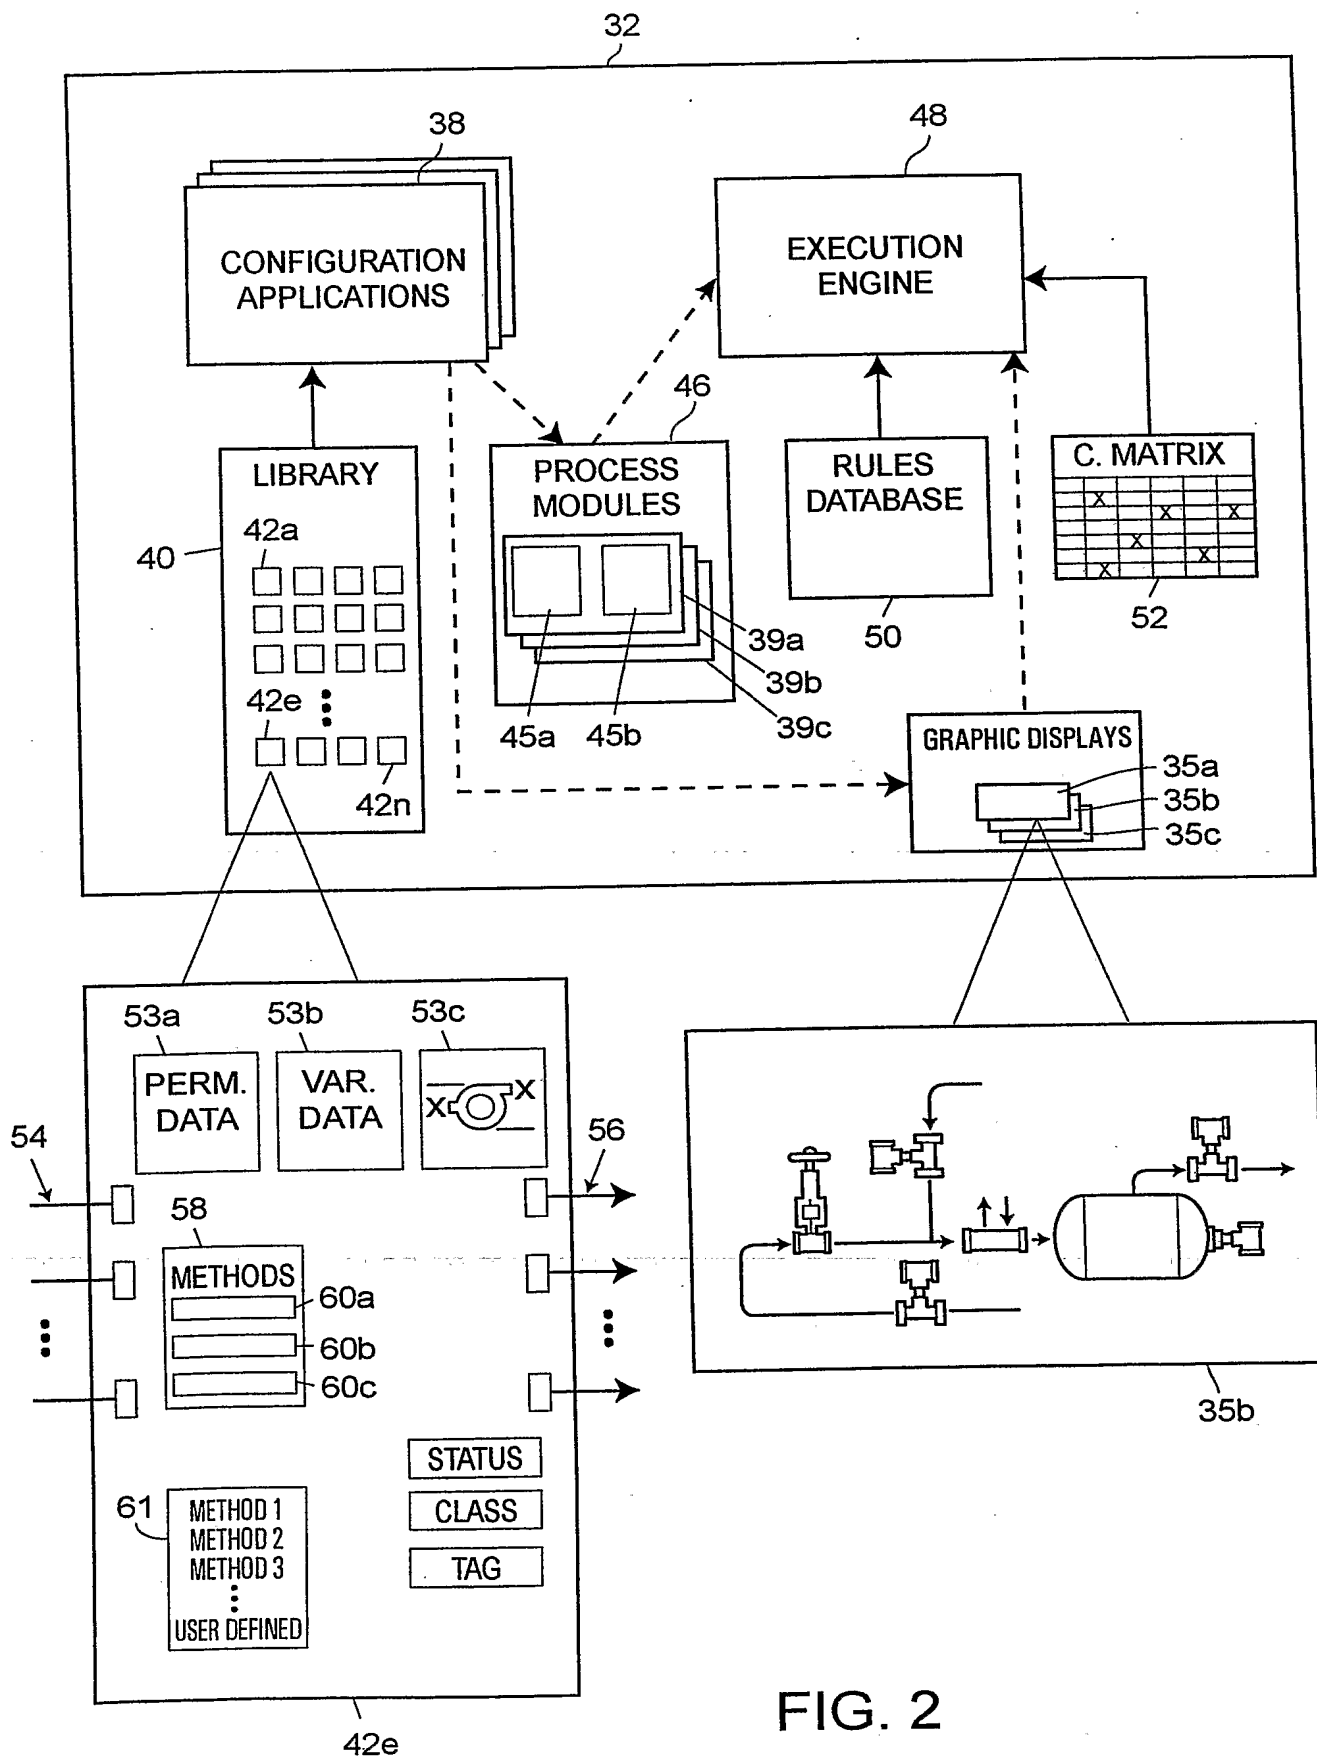 32
38
48
CONFIGURATION
APPLICATIONS
EXECUTION
ENGINE
46
LIBRARY
PROCESS
MODULES
RULES
DATABASE
C. MATRIX
X
X
X
X
X
X
40
42a
50
52
39a
39b
39c
45a
45b
42e
42n
GRAPHIC DISPLAYS
35a
35b
35c
53a
53b
53c
PERM.
DATA
VAR.
DATA
X
X
54
56
58
METHODS
60a
60b
60c
35b
STATUS
CLASS
TAG
61
METHOD 1
METHOD 2
METHOD 3
USER DEFINED
42e
FIG. 2